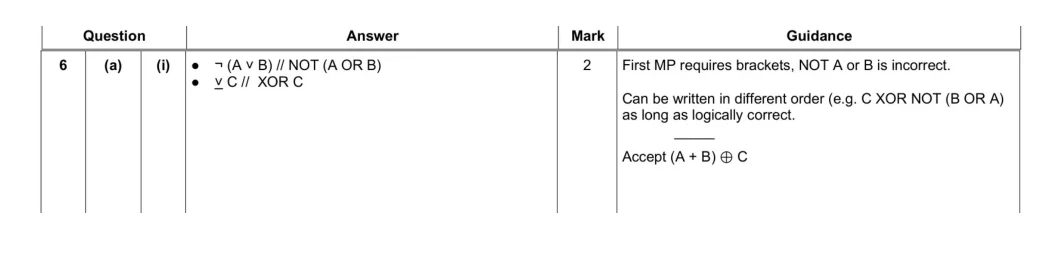 Question Answer Mark Guidance
6 (a) (i) ● ¬ (A ˅ B) // NOT (A OR B) 2 First MP requires brackets, NOT A or B is incorrect.
● ⊻ C // XOR C
Can be written in different order (e.g. C XOR NOT (B OR A)
as long as logically correct.
Accept (A + B) ⊕ C